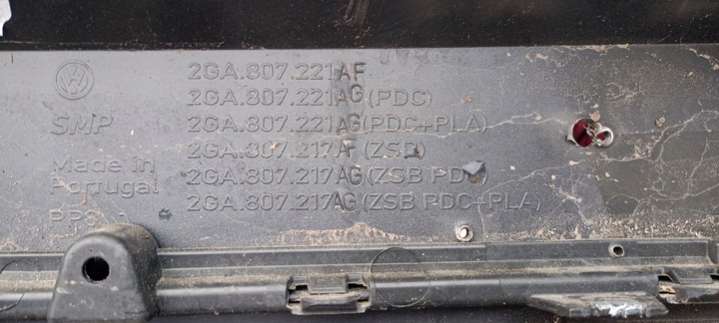 2GA.807.221AF
2GA.807.221AG (PDC)
2GA.807.221AG (PDC+PLA)
2GA.807.217AF (ZSB)
2GA.807.217AG (ZSB PDC)
2GA.807.217AG (ZSB PDC+PLA)
VW
SMP
Made in
Portugal